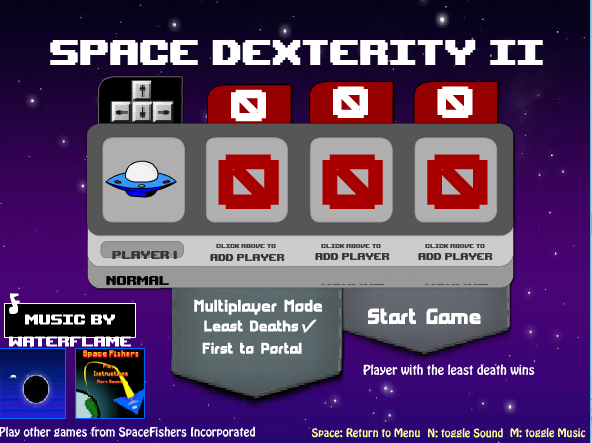 SPACE DEXTERITY II
PLAYER 1
CLICK ABOVE TO
ADD PLAYER
CLICK ABOVE TO
ADD PLAYER
CLICK ABOVE TO
ADD PLAYER
NORMAL
Multiplayer Mode
Least Deaths ✓
First to Portal
Start Game
MUSIC BY
WATERFLAME
Space Fishers
Player with the least death wins
Play other games from SpaceFishers Incorporated
Space: Return to Menu N: toggle Sound M: toggle Music